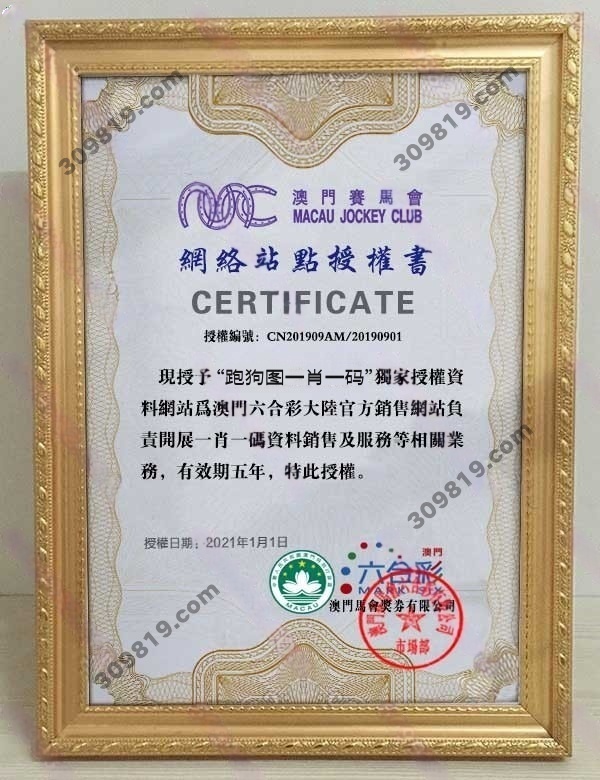 309819.com
309819.com
澳門賽馬會
MACAU JOCKEY CLUB
網絡站點授權書
CERTIFICATE
授權編號：CN201909AM/20190901
現授予“跑狗图一肖一码”獨家授權資
料網站爲澳門六合彩大陸官方銷售網站負
責開展一肖一碼資料銷售及服務等相關業
務，有效期五年，特此授權。
309819.com
授權日期：2021年1月1日
澳門
六合彩
MARK SIX
MACAU
澳門馬會獎券有限公司
市場部
309819.com